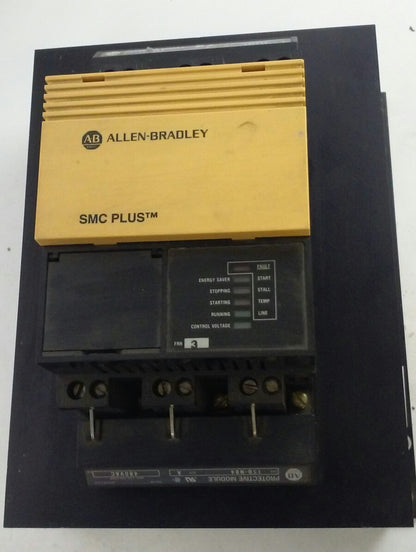 AB ALLEN-BRADLEY
SMC PLUS™
FAULT
ENERGY SAVER START
STOPPING STALL
STARTING TEMP
RUNNING LINE
CONTROL VOLTAGE
FRN 3
AB PROTECTIVE MODULE
480VAC